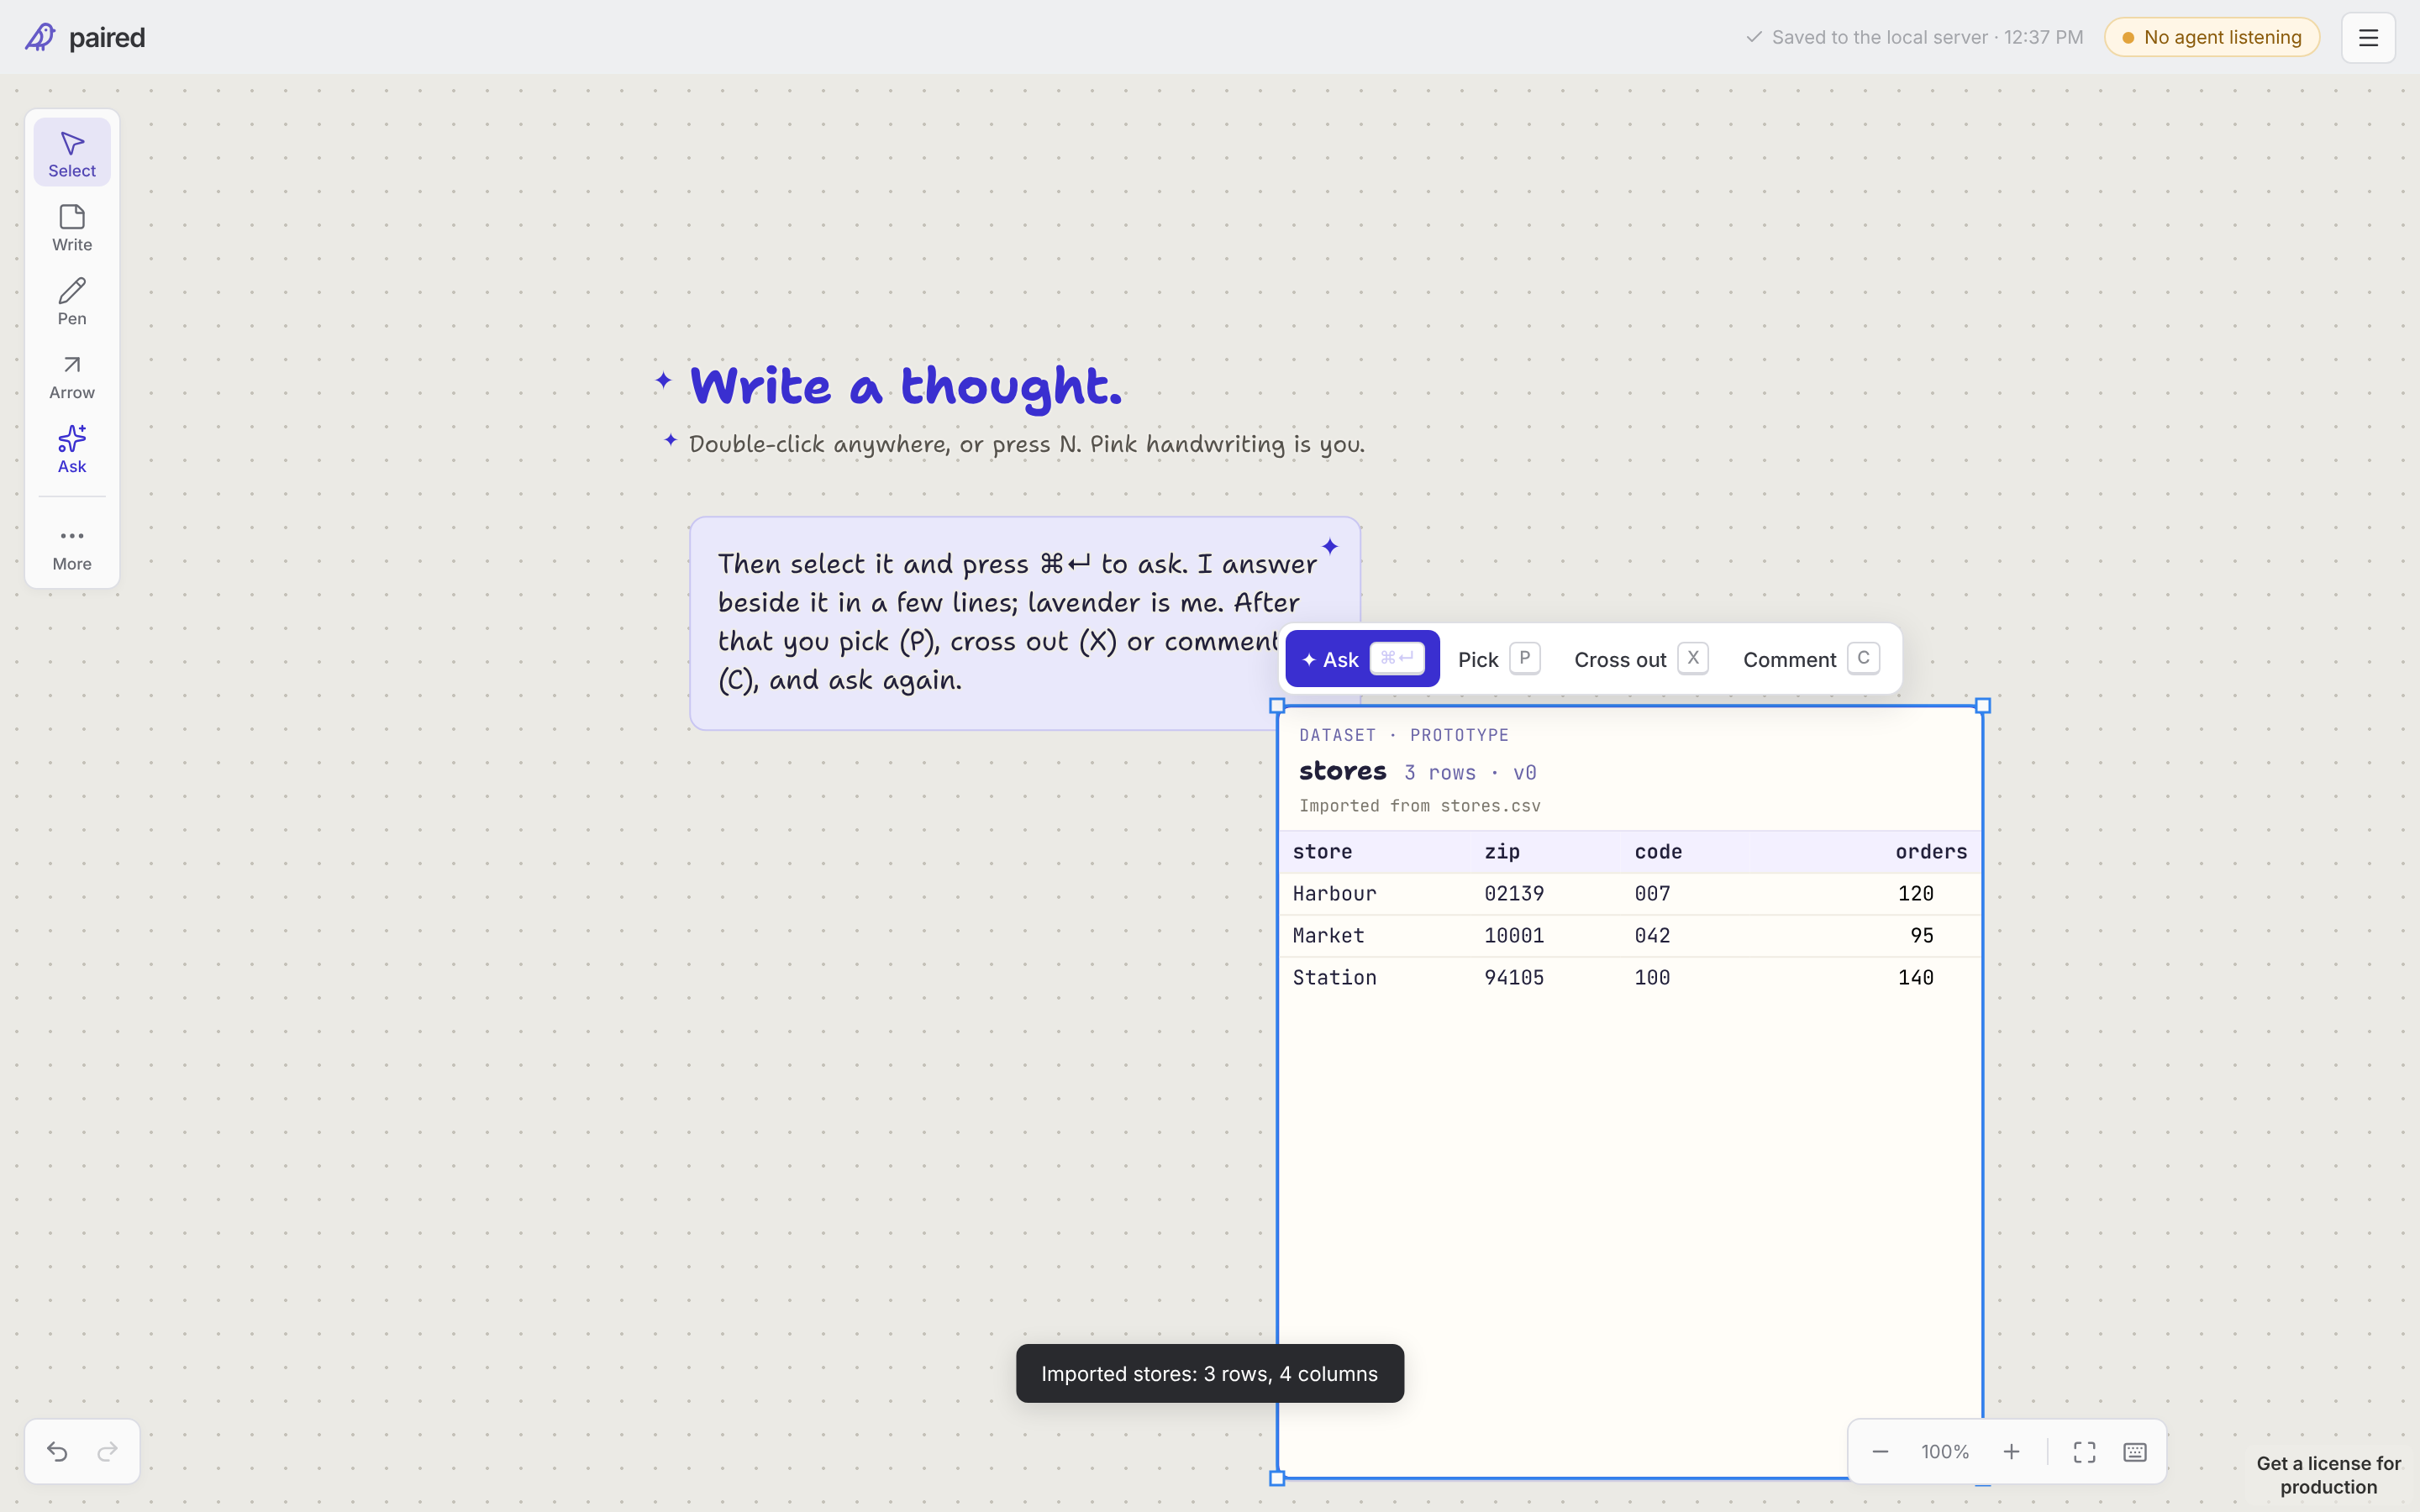 paired
Saved to the local server · 12:37 PM
No agent listening
Select
Write
Pen
Arrow
Ask
More
Write a thought.
Double-click anywhere, or press N. Pink handwriting is you.
Then select it and press ⌘↵ to ask. I answer
beside it in a few lines; lavender is me. After
that you pick (P), cross out (X) or comment
(C), and ask again.
Ask ⌘↵ Pick P Cross out X Comment C
DATASET · PROTOTYPE
stores 3 rows · v0
Imported from stores.csv
store zip code orders
Harbour 02139 007 120
Market 10001 042 95
Station 94105 100 140
Imported stores: 3 rows, 4 columns
100%
Get a license for
production